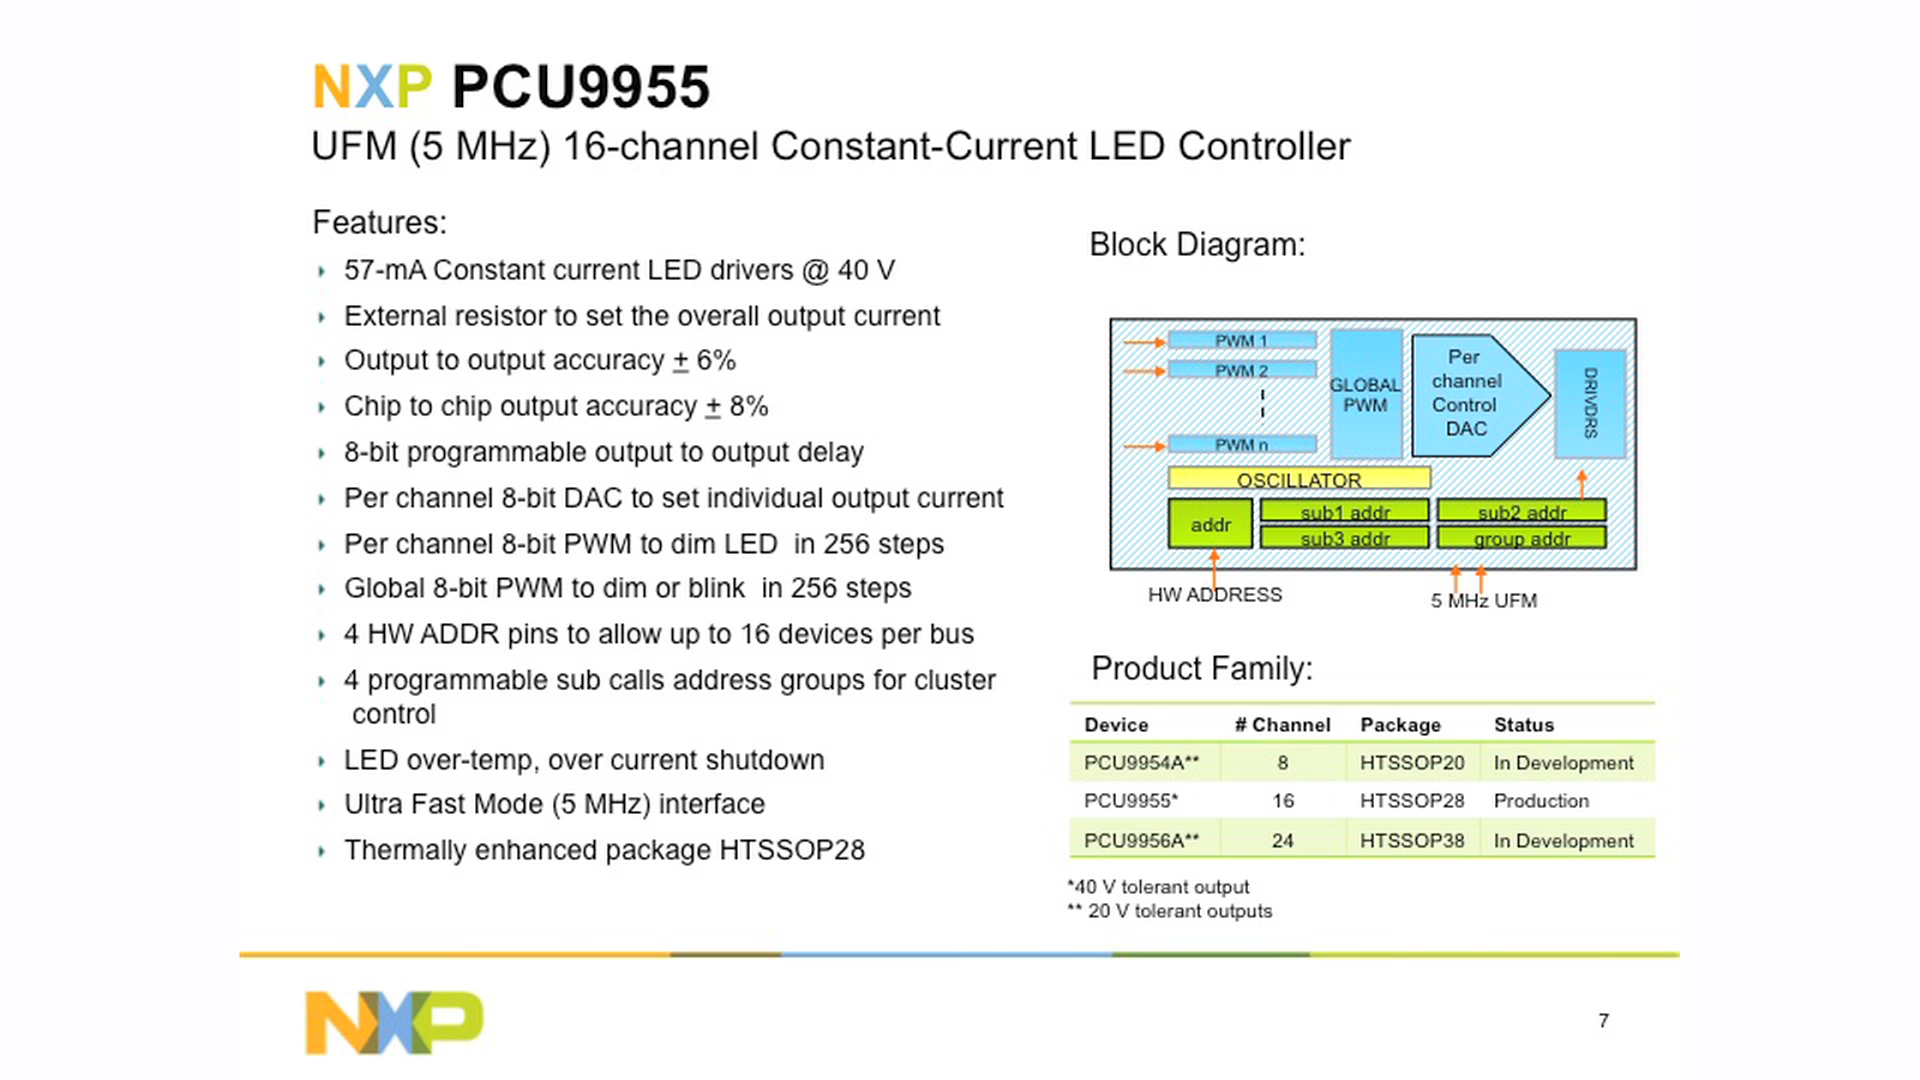 NXP PCU9955
UFM (5 MHz) 16-channel Constant-Current LED Controller
Features:
57-mA Constant current LED drivers @ 40 V
External resistor to set the overall output current
Output to output accuracy ± 6%
Chip to chip output accuracy ± 8%
8-bit programmable output to output delay
Per channel 8-bit DAC to set individual output current
Per channel 8-bit PWM to dim LED in 256 steps
Global 8-bit PWM to dim or blink in 256 steps
4 HW ADDR pins to allow up to 16 devices per bus
4 programmable sub calls address groups for cluster
control
LED over-temp, over current shutdown
Ultra Fast Mode (5 MHz) interface
Thermally enhanced package HTSSOP28
Block Diagram:
PWM 1
PWM 2
PWM n
GLOBAL
PWM
Per
channel
Control
DAC
DRIVDRS
OSCILLATOR
addr
sub1 addr
sub2 addr
sub3 addr
group addr
HW ADDRESS
5 MHz UFM
Product Family:
Device # Channel Package Status
PCU9954A** 8 HTSSOP20 In Development
PCU9955* 16 HTSSOP28 Production
PCU9956A** 24 HTSSOP38 In Development
*40 V tolerant output
** 20 V tolerant outputs
NXP
7